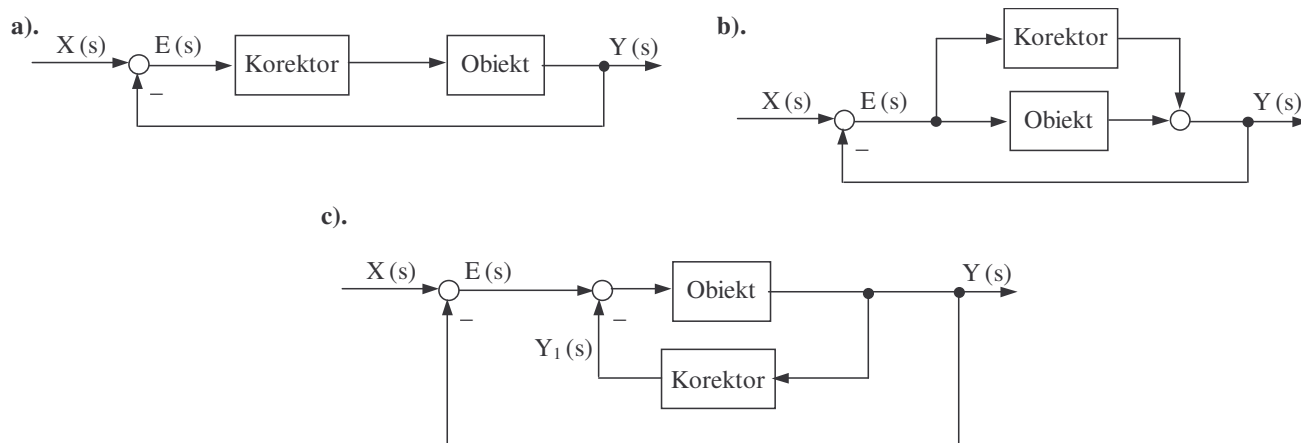 a).
X (s)
E (s)
Korektor
Obiekt
Y (s)
–
b).
Korektor
X (s)
E (s)
Obiekt
Y (s)
–
c).
X (s)
E (s)
Obiekt
Y (s)
–
–
Y₁ (s)
Korektor